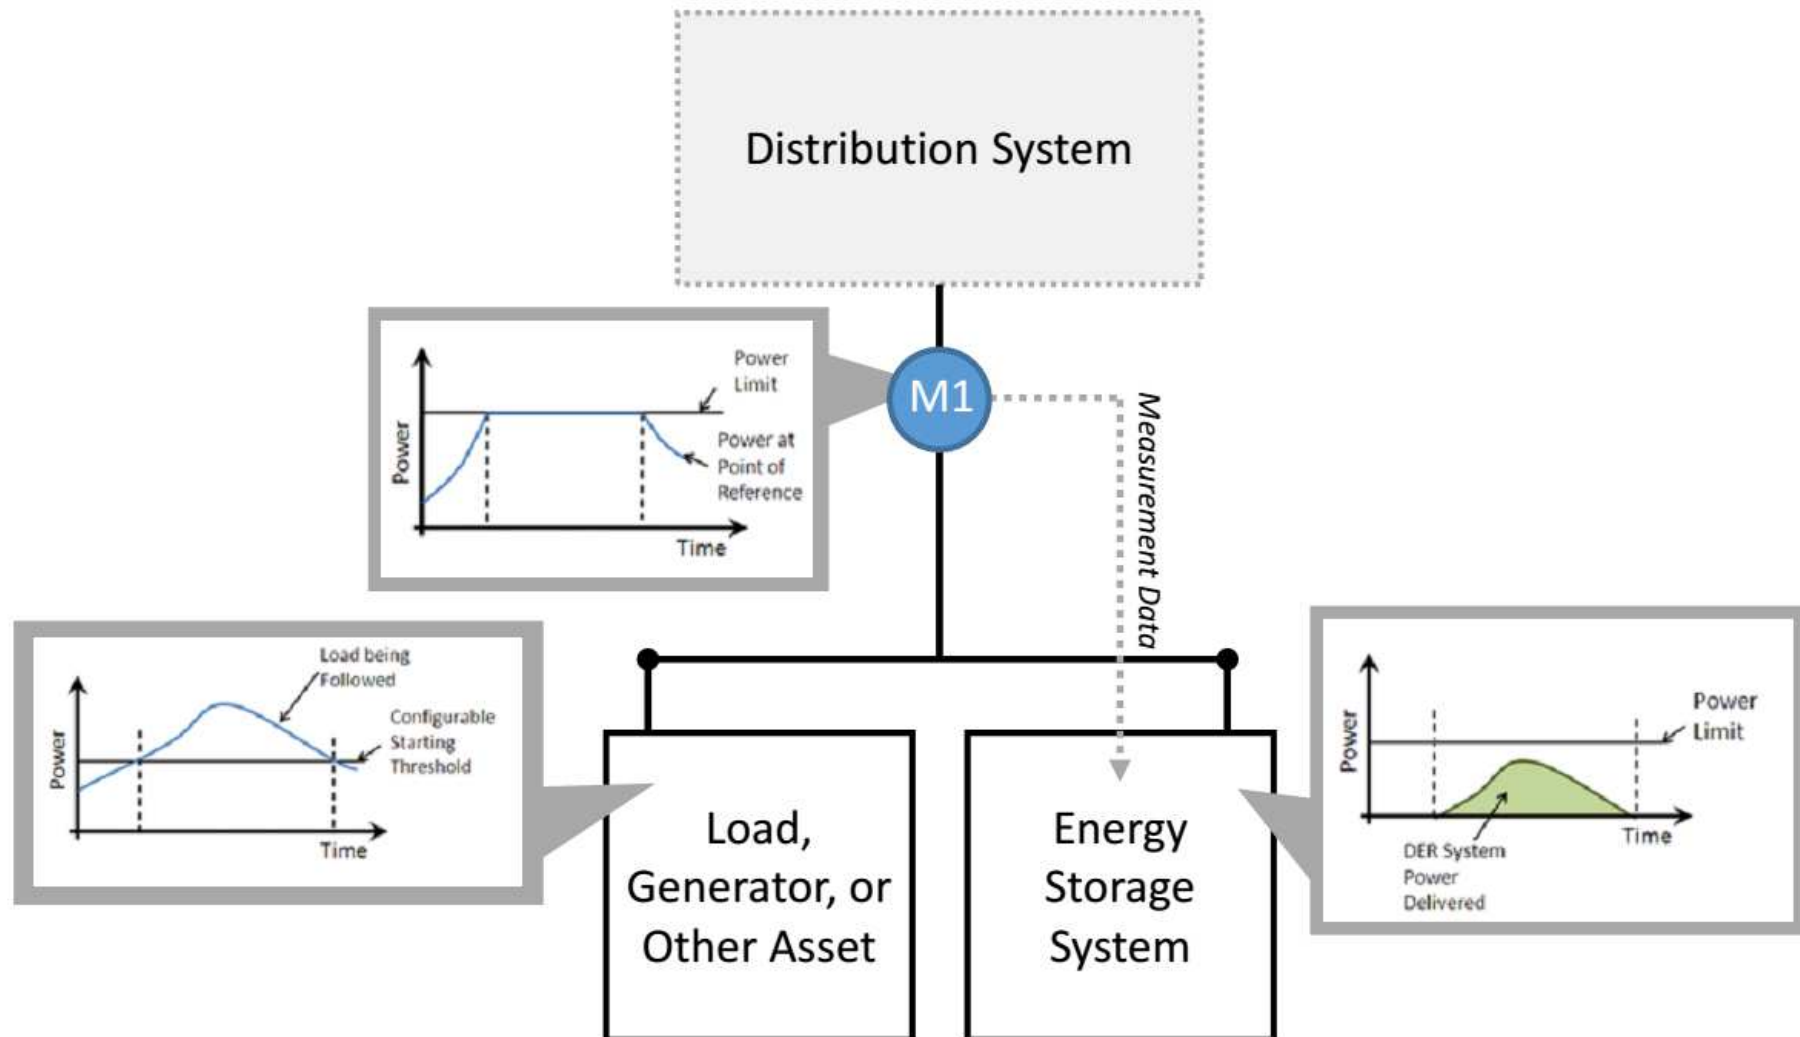 Distribution System
Power
Limit
M1
Power
Power at
Point of
Reference
Time
Measurement Data
Load being
Followed
Configurable
Starting
Threshold
Power
Time
Power
Limit
Power
Time
DER System
Power
Delivered
Load,
Generator, or
Other Asset
Energy
Storage
System